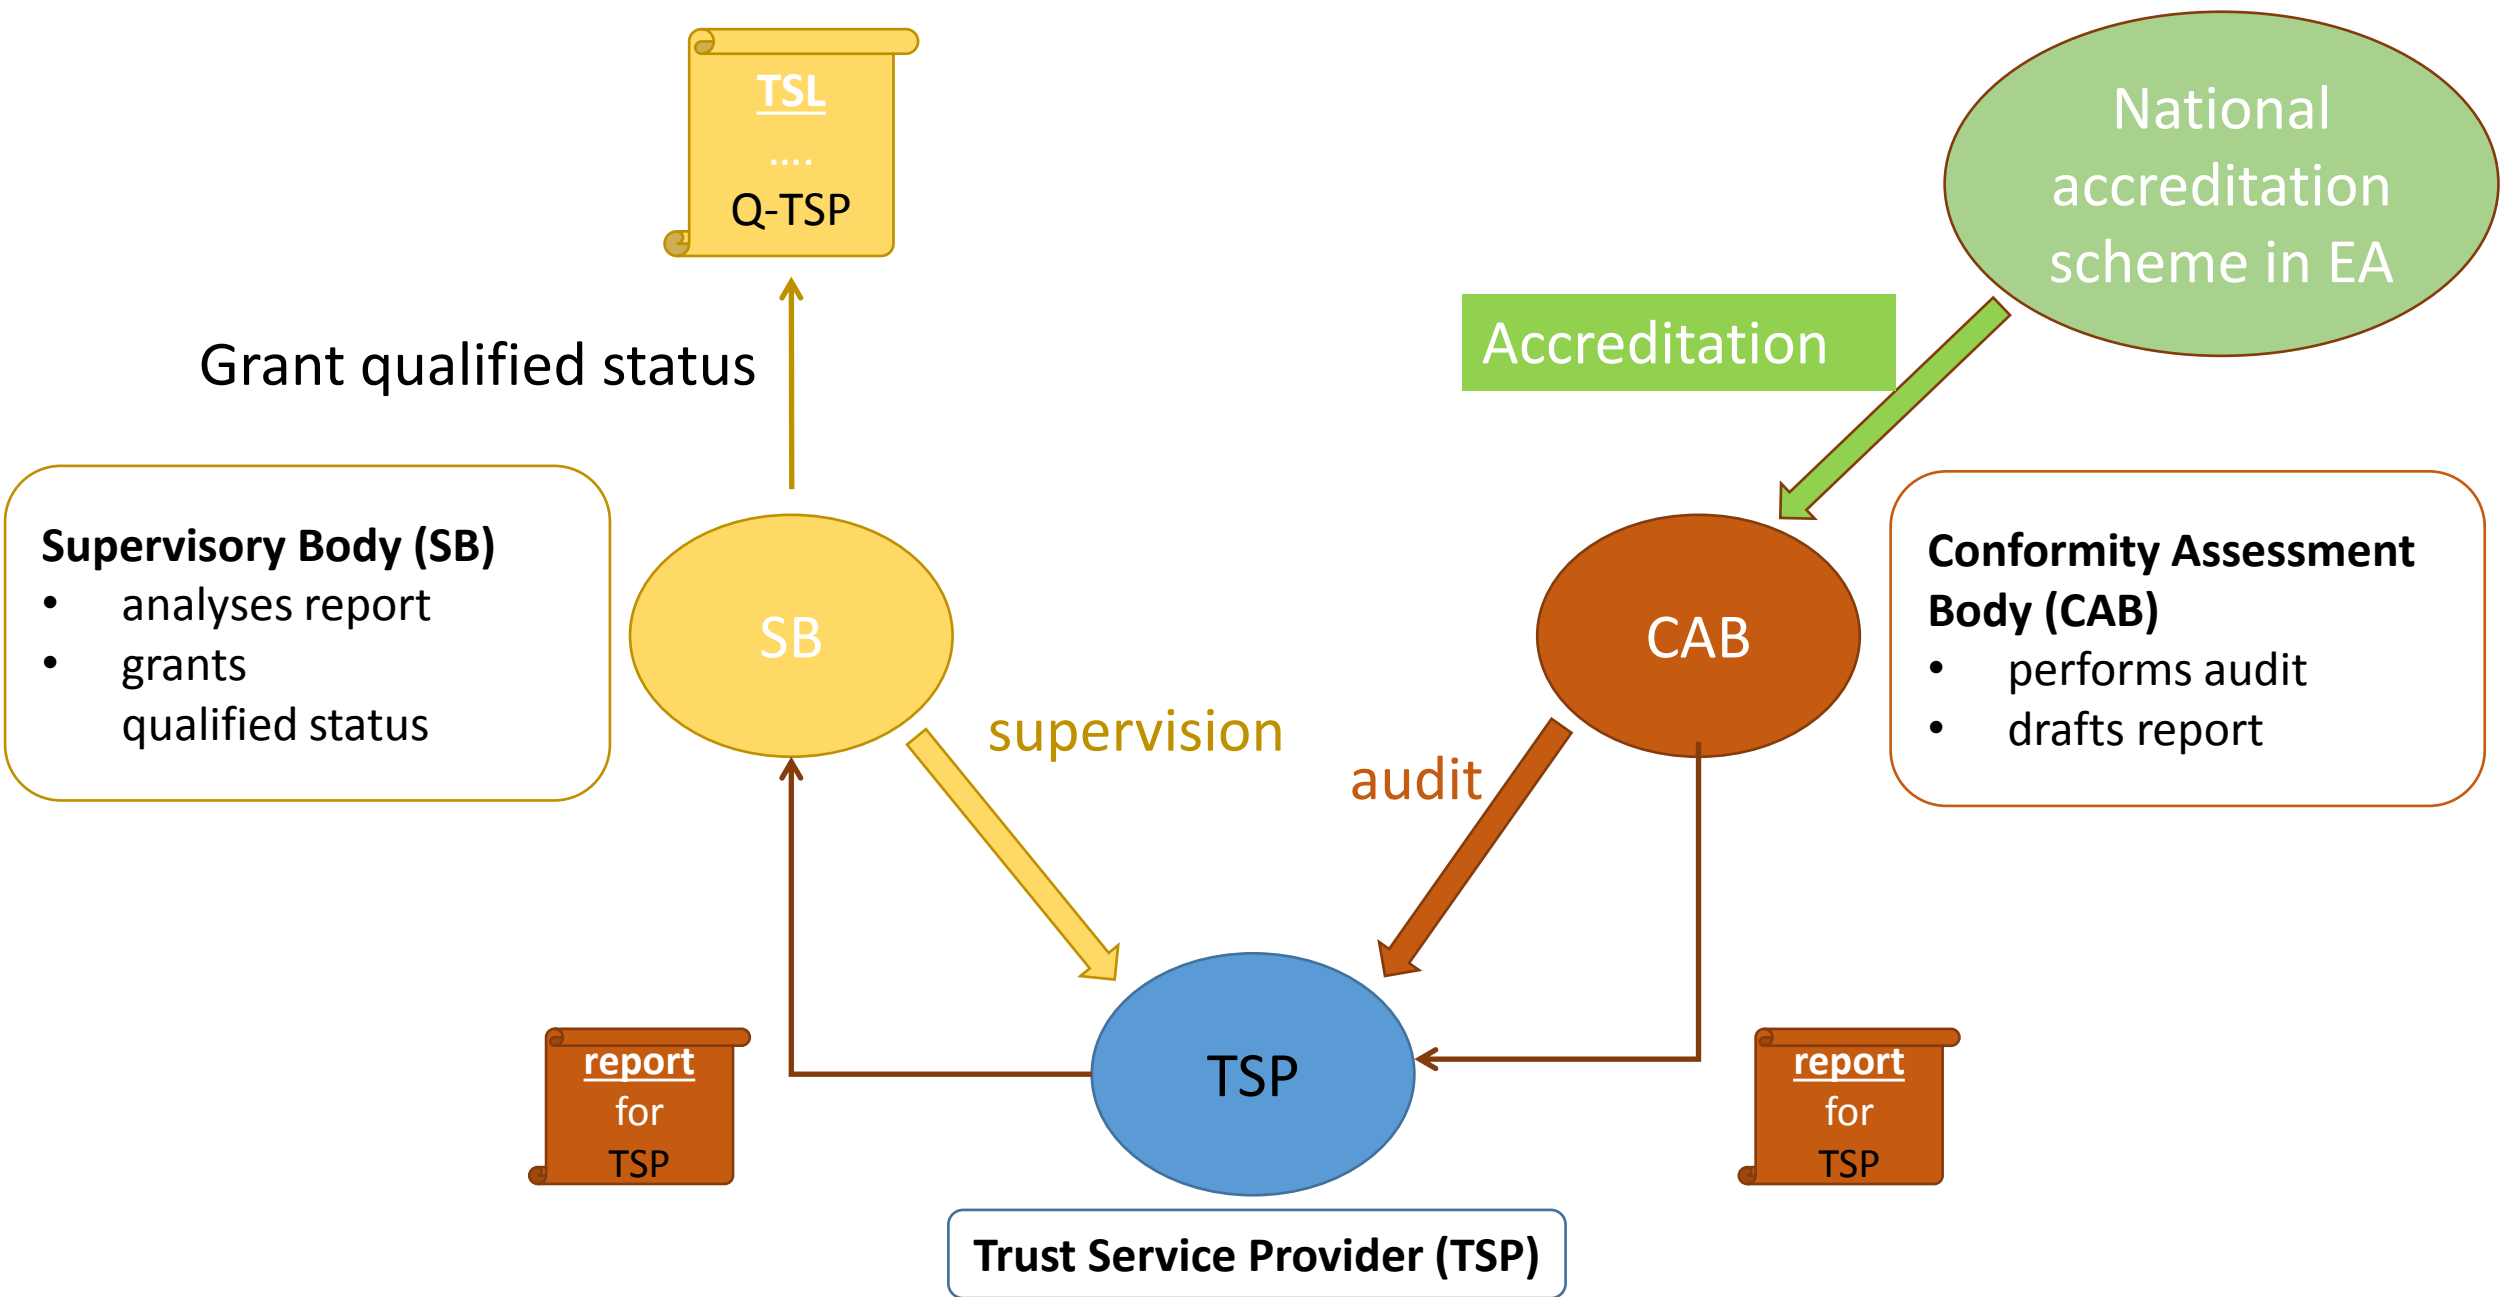 TSL
....
Q-TSP
National
accreditation
scheme in EA
Accreditation
Grant qualified status
Supervisory Body (SB)
• analyses report
• grants
qualified status
SB
CAB
Conformity Assessment
Body (CAB)
• performs audit
• drafts report
supervision
audit
report
for
TSP
TSP
report
for
TSP
Trust Service Provider (TSP)